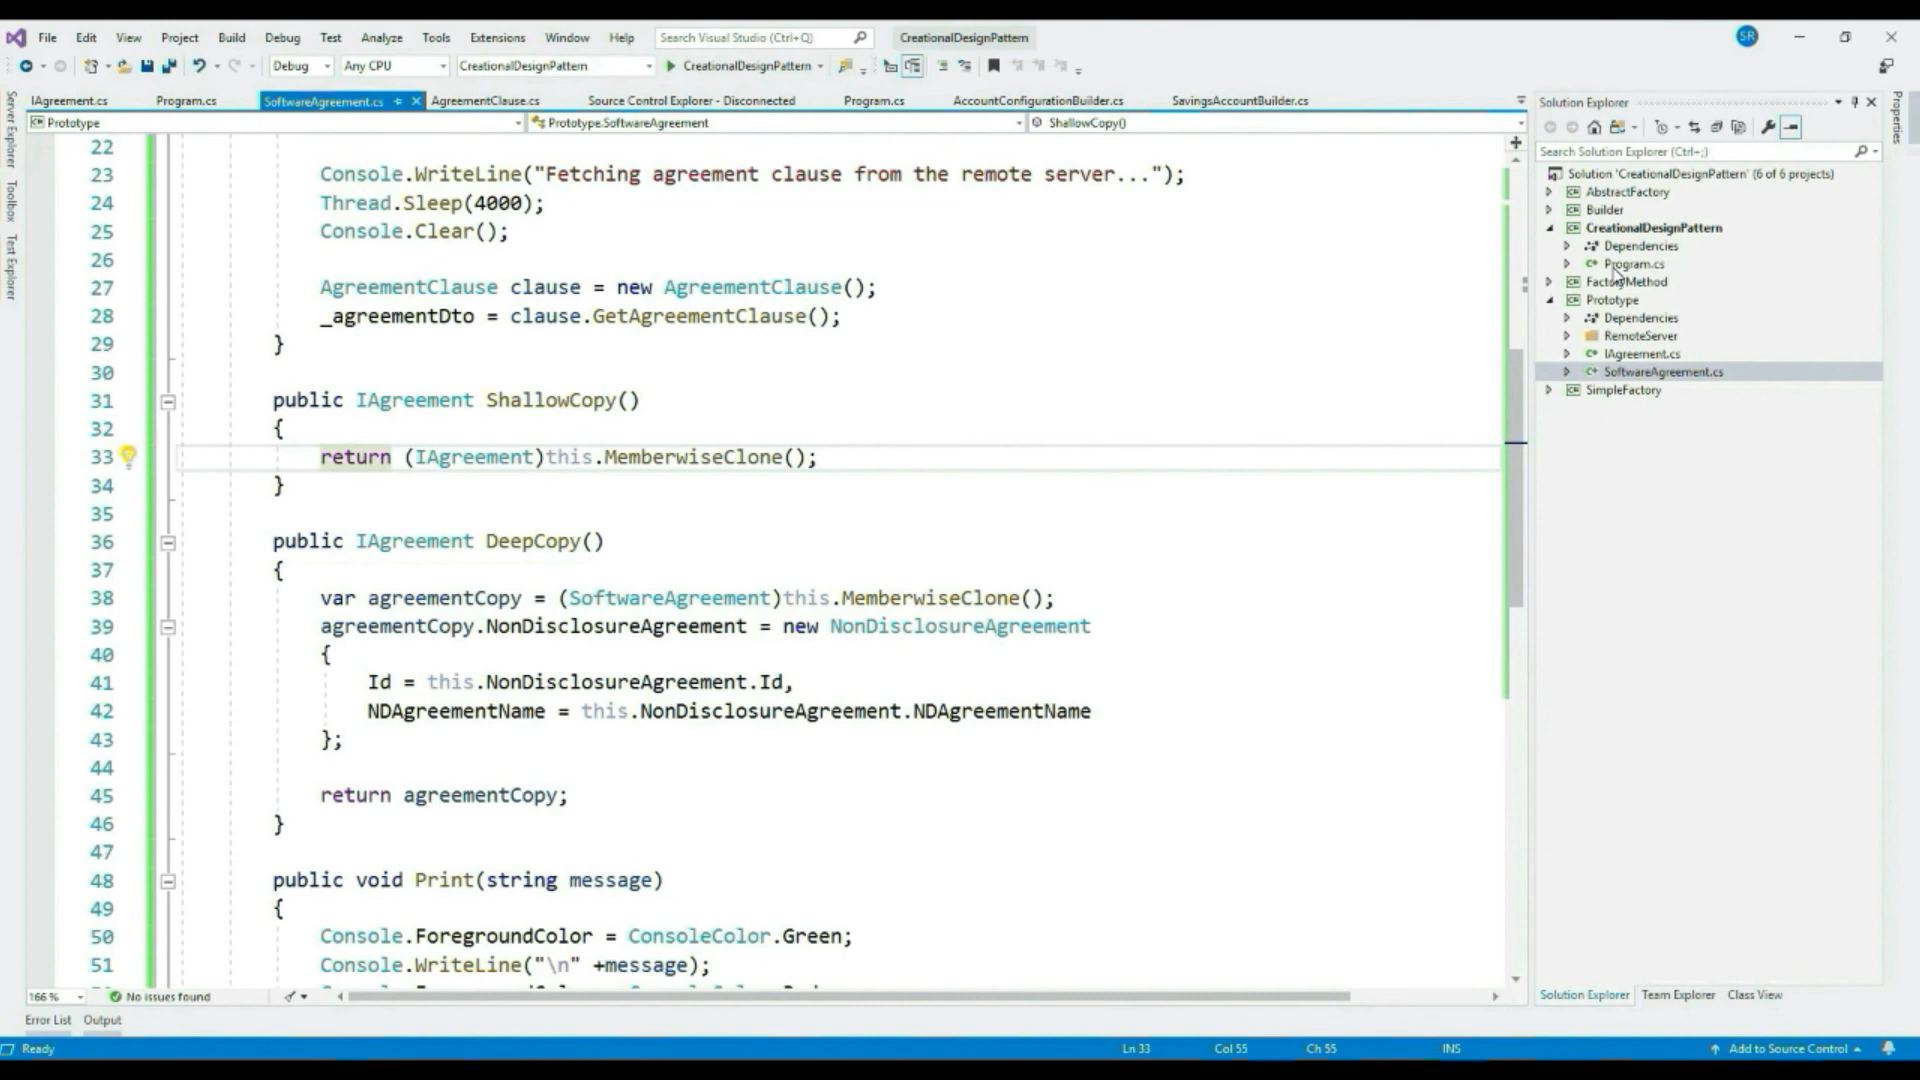 File Edit View Project Build Debug Test Analyze Tools Extensions Window Help Search Visual Studio (Ctrl+Q) CreationalDesignPattern SR
Debug Any CPU CreationalDesignPattern CreationalDesignPattern
IAgreement.cs Program.cs SoftwareAgreement.cs AgreementClause.cs Source Control Explorer - Disconnected Program.cs AccountConfigurationBuilder.cs SavingsAccountBuilder.cs
Prototype Prototype.SoftwareAgreement ShallowCopy()
Server Explorer
Toolbox
Test Explorer
22
23 Console.WriteLine("Fetching agreement clause from the remote server...");
24 Thread.Sleep(4000);
25 Console.Clear();
26
27 AgreementClause clause = new AgreementClause();
28 _agreementDto = clause.GetAgreementClause();
29 }
30
31 public IAgreement ShallowCopy()
32 {
33 return (IAgreement)this.MemberwiseClone();
34 }
35
36 public IAgreement DeepCopy()
37 {
38 var agreementCopy = (SoftwareAgreement)this.MemberwiseClone();
39 agreementCopy.NonDisclosureAgreement = new NonDisclosureAgreement
40 {
41 Id = this.NonDisclosureAgreement.Id,
42 NDAgreementName = this.NonDisclosureAgreement.NDAgreementName
43 };
44
45 return agreementCopy;
46 }
47
48 public void Print(string message)
49 {
50 Console.ForegroundColor = ConsoleColor.Green;
51 Console.WriteLine("\n" +message);
166 % No issues found
Error List Output
Ready Ln 33 Col 55 Ch 55 INS Add to Source Control
Solution Explorer
Search Solution Explorer (Ctrl+;)
Solution 'CreationalDesignPattern' (6 of 6 projects)
AbstractFactory
Builder
CreationalDesignPattern
Dependencies
Program.cs
FactoryMethod
Prototype
Dependencies
RemoteServer
IAgreement.cs
SoftwareAgreement.cs
SimpleFactory
Solution Explorer Team Explorer Class View
Properties